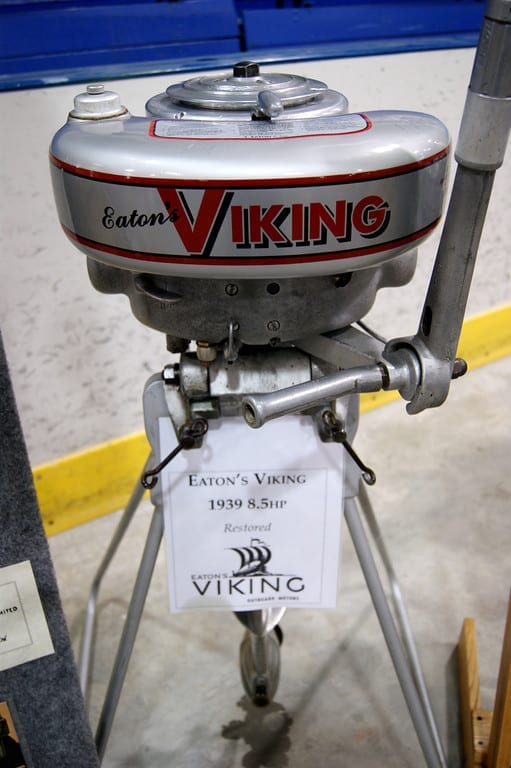 Eaton's VIKING
EATON'S VIKING
1939 8.5HP
Restored
EATON'S
VIKING
OUTBOARD MOTORS